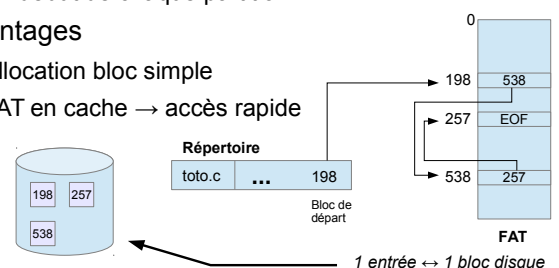 ntages
llocation bloc simple
AT en cache → accès rapide
0
198 538
257 EOF
538 257
FAT
Répertoire
toto.c ... 198
Bloc de
départ
198 257
538
1 entrée ↔ 1 bloc disque